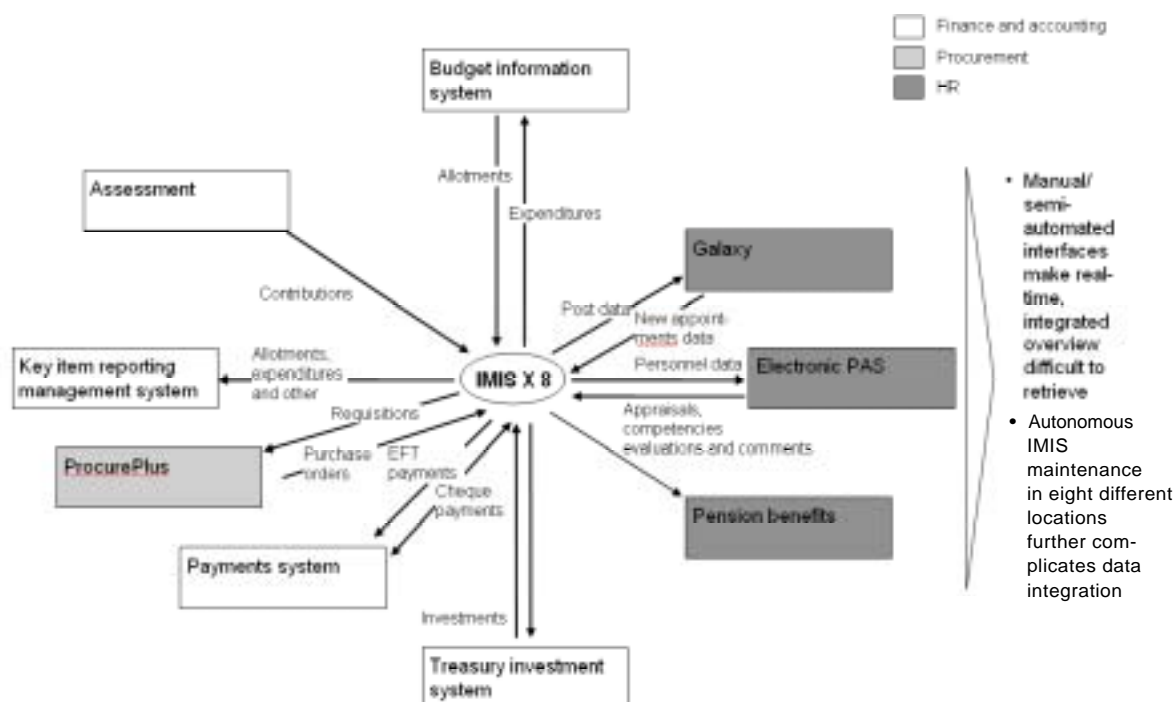 Finance and accounting
Procurement
HR
Budget information
system
Assessment
Allotments
Expenditures
Galaxy
Contributions
Post data
New appoint-
ments data
Key item reporting
management system
Allotments,
expenditures
and other
IMIS X 8
Personnel data
Electronic PAS
Requisitions
Appraisals,
competencies
evaluations and comments
ProcurePlus
Purchase
orders
EFT
payments
Cheque
payments
Pension benefits
Payments system
Investments
Treasury investment
system
• Manual/
semi-
automated
interfaces
make real-
time,
integrated
overview
difficult to
retrieve
• Autonomous
IMIS
maintenance
in eight different
locations
further com-
plicates data
integration